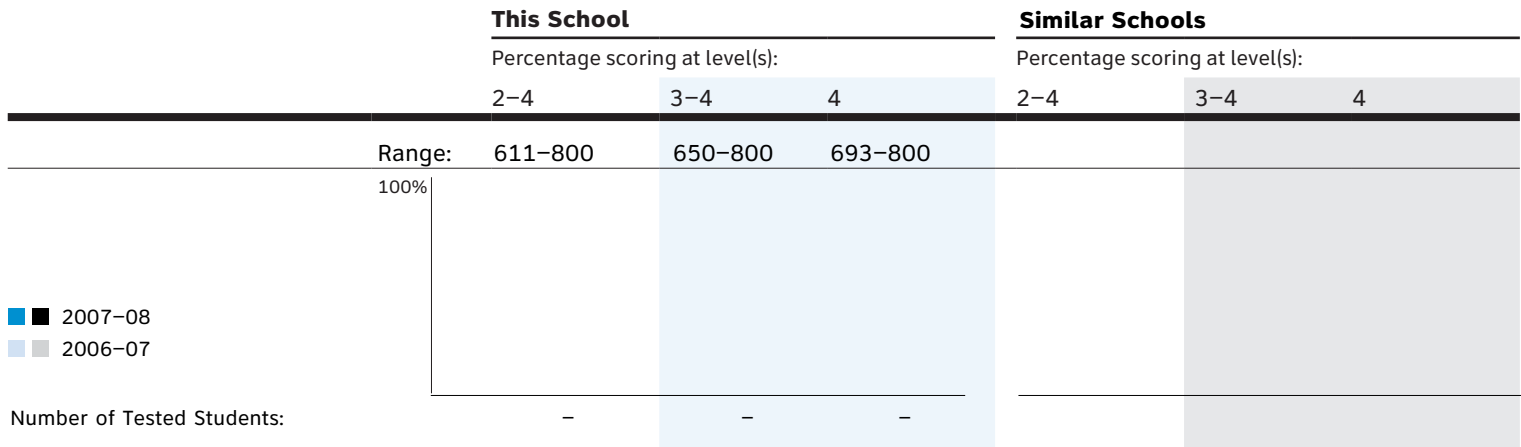 This School Similar Schools
Percentage scoring at level(s): Percentage scoring at level(s):
2–4 3–4 4 2–4 3–4 4
Range: 611–800 650–800 693–800
100%
2007–08
2006–07
Number of Tested Students: – – –